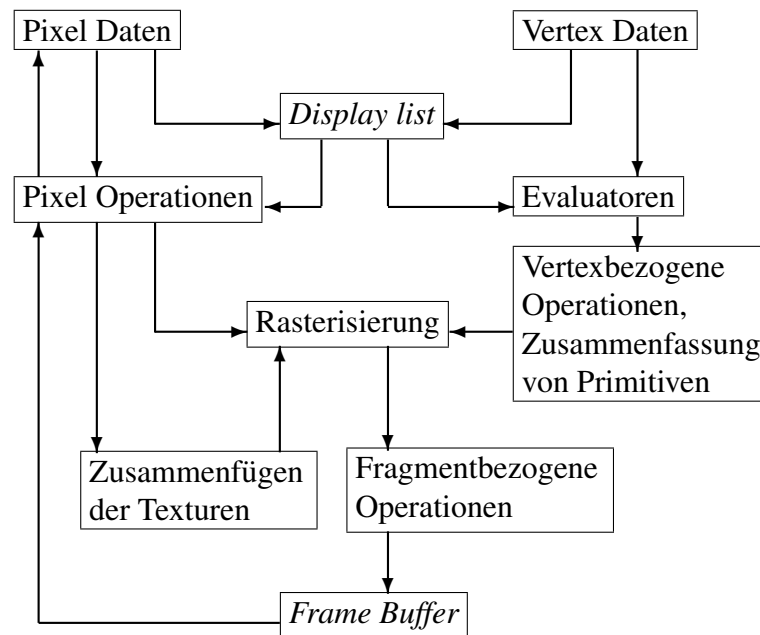 Pixel Daten
Vertex Daten
Display list
Pixel Operationen
Evaluatoren
Vertexbezogene
Operationen,
Zusammenfassung
von Primitiven
Rasterisierung
Zusammenfügen
der Texturen
Fragmentbezogene
Operationen
Frame Buffer